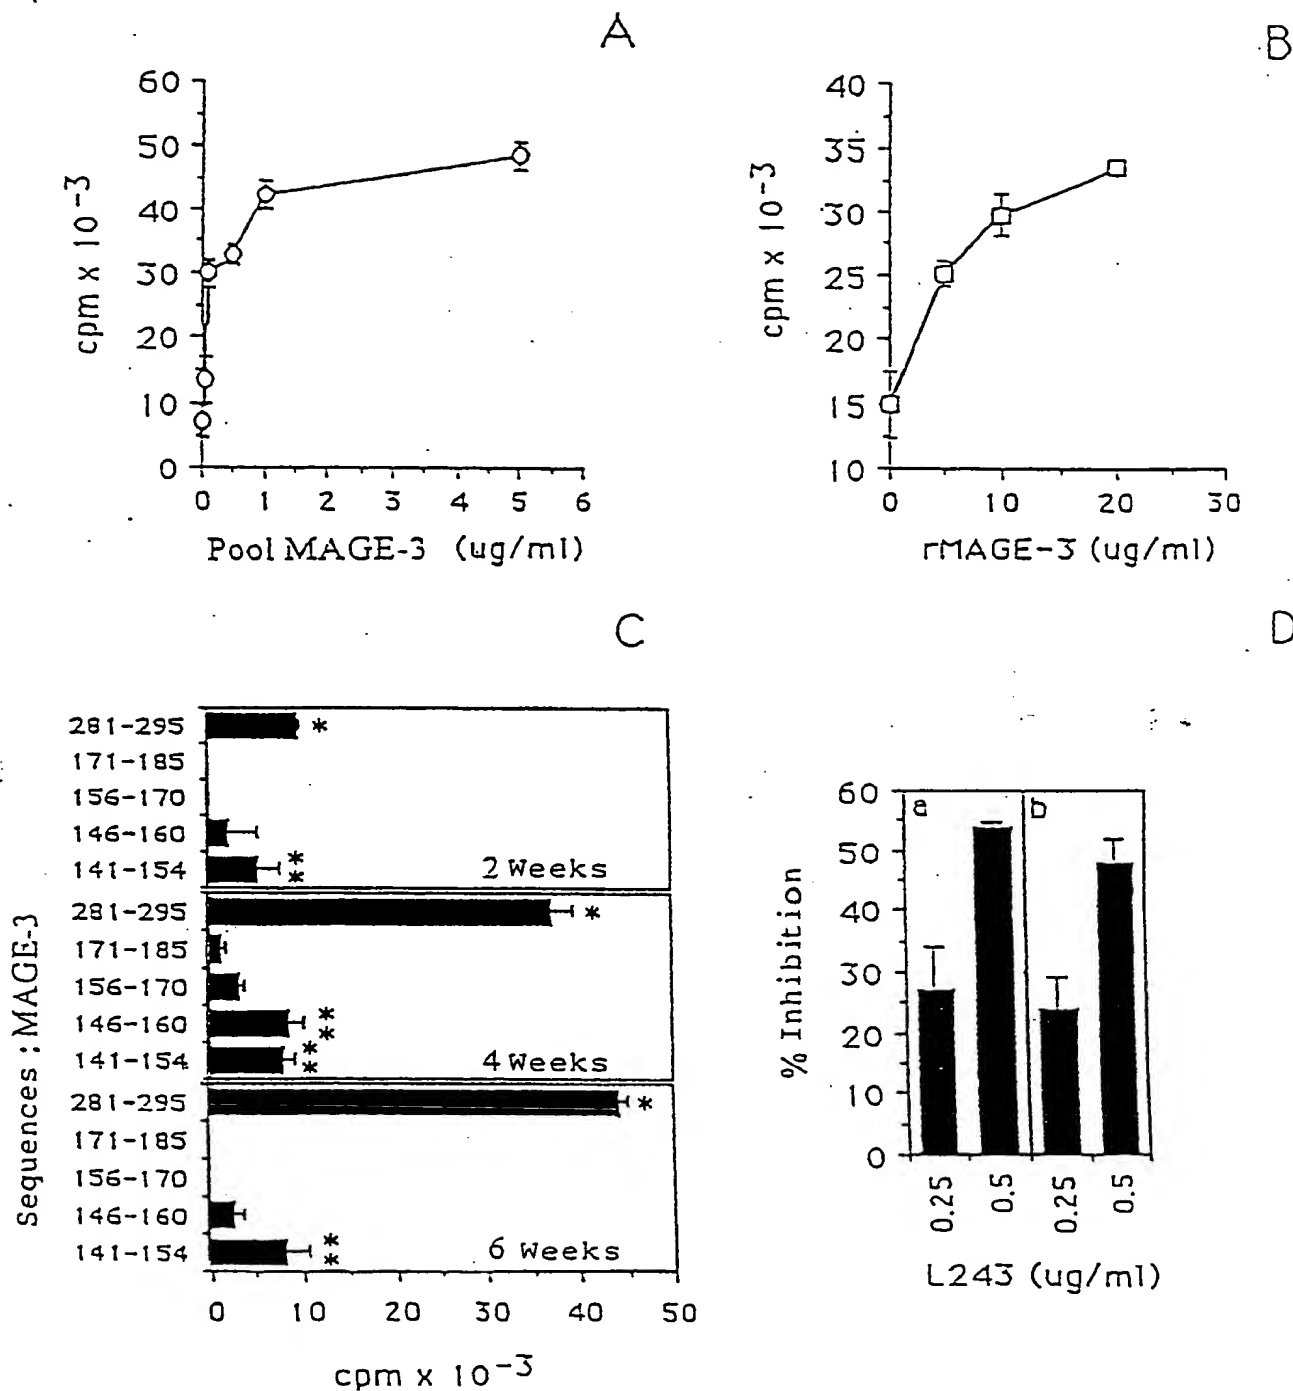 A
60
50
40
30
20
10
0
cpm x 10-3
0 1 2 3 4 5 6
Pool MAGE-3 (ug/ml)
B
40
35
30
25
20
15
10
cpm x 10-3
0 10 20 30
rMAGE-3 (ug/ml)
C
Sequences : MAGE-3
281-295 *
171-185
156-170
146-160
141-154 **
2 Weeks
281-295 *
171-185
156-170
146-160 **
141-154 **
4 Weeks
281-295 *
171-185
156-170
146-160
141-154 **
6 Weeks
0 10 20 30 40 50
cpm x 10-3
D
a b
60
50
40
30
20
10
0
% Inhibition
0.25 0.5 0.25 0.5
L243 (ug/ml)